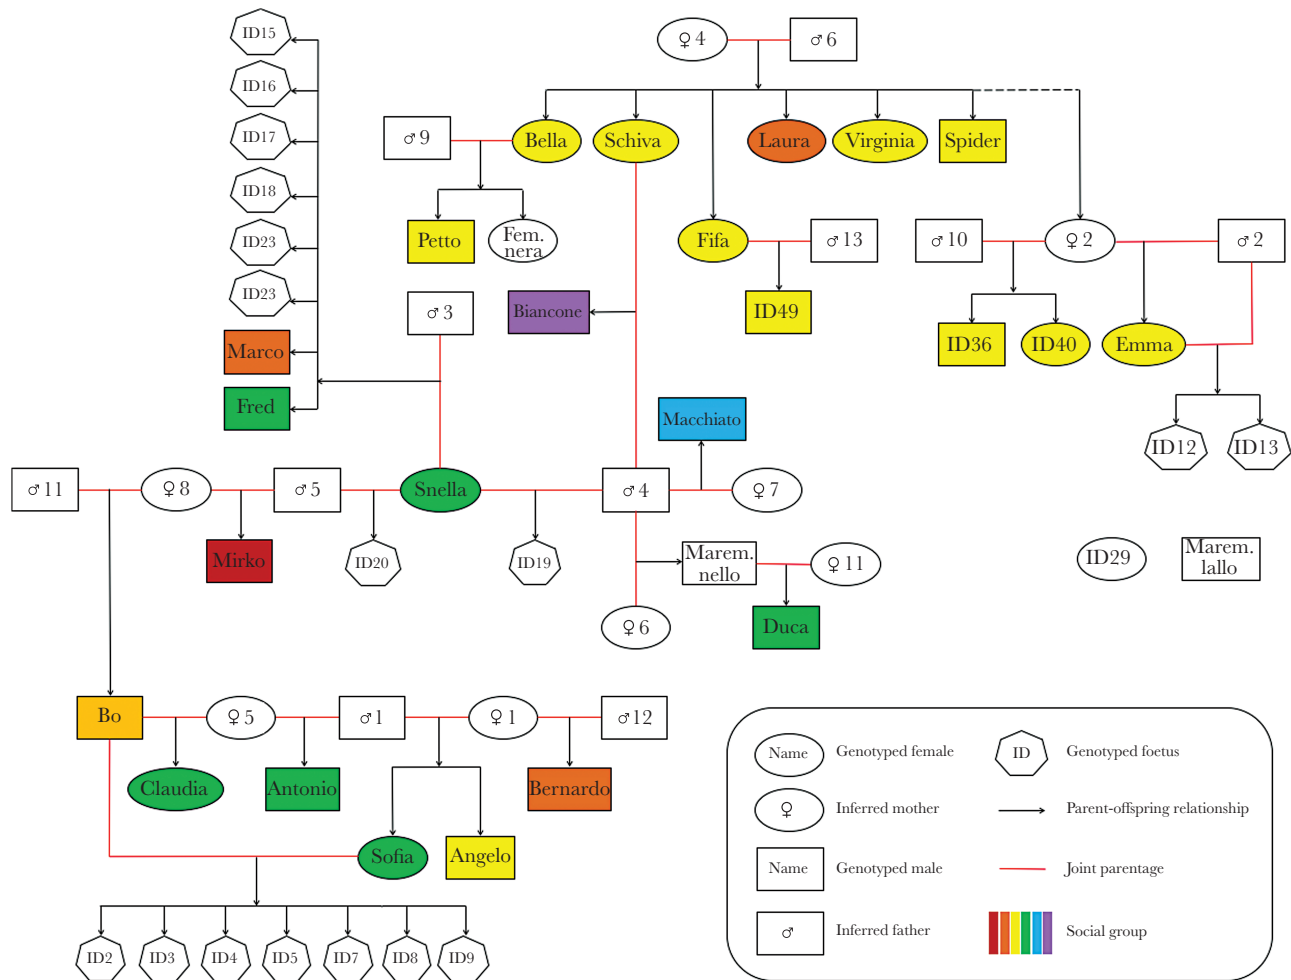 ID15
♀4
♂6
ID16
ID17
♂9
Bella
Schiva
Laura
Virginia
Spider
ID18
ID23
Petto
Fem.
nera
Fifa
♂13
♂10
♀2
♂2
ID23
♂3
Biancone
ID49
Marco
ID36
ID40
Emma
Fred
Macchiato
ID12
ID13
♂11
♀8
♂5
Snella
♂4
♀7
Mirko
ID20
ID19
Marem.
nello
♀11
ID29
Marem.
lallo
♀6
Duca
Bo
♀5
♂1
♀1
♂12
Claudia
Antonio
Bernardo
Sofia
Angelo
ID2
ID3
ID4
ID5
ID7
ID8
ID9
Name
Genotyped female
ID
Genotyped foetus
♀
Inferred mother
Parent-offspring relationship
Name
Genotyped male
Joint parentage
♂
Inferred father
Social group